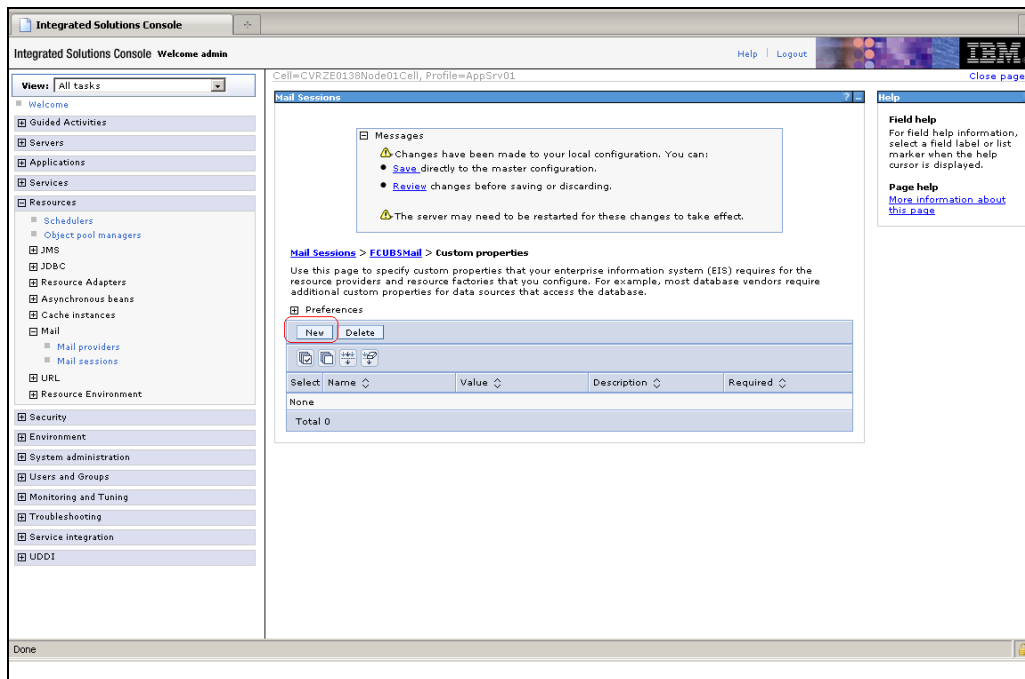 Integrated Solutions Console
Integrated Solutions Console Welcome admin
Help | Logout
IBM.
View: All tasks
Welcome
Guided Activities
Servers
Applications
Services
Resources
Schedulers
Object pool managers
JMS
JDBC
Resource Adapters
Asynchronous beans
Cache instances
Mail
Mail providers
Mail sessions
URL
Resource Environment
Security
Environment
System administration
Users and Groups
Monitoring and Tuning
Troubleshooting
Service integration
UDDI
Cell=CVRZE0138Node01Cell, Profile=AppSrv01
Close page
Mail Sessions
? -
Messages
Changes have been made to your local configuration. You can:
Save directly to the master configuration.
Review changes before saving or discarding.
The server may need to be restarted for these changes to take effect.
Mail Sessions > FCUBSMail > Custom properties
Use this page to specify custom properties that your enterprise information system (EIS) requires for the
resource providers and resource factories that you configure. For example, most database vendors require
additional custom properties for data sources that access the database.
Preferences
New Delete
Select Name Value Description Required
None
Total 0
Help
Field help
For field help information,
select a field label or list
marker when the help
cursor is displayed.
Page help
More information about
this page
Done